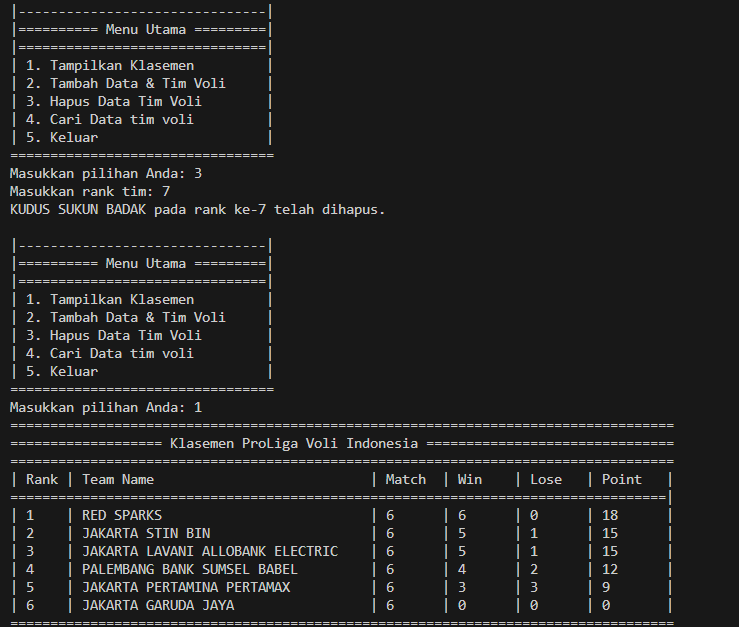 |-------------------------------|
|========== Menu Utama =========|
|===============================|
| 1. Tampilkan Klasemen         |
| 2. Tambah Data & Tim Voli     |
| 3. Hapus Data Tim Voli        |
| 4. Cari Data tim voli         |
| 5. Keluar                     |
=================================
Masukkan pilihan Anda: 3
Masukkan rank tim: 7
KUDUS SUKUN BADAK pada rank ke-7 telah dihapus.

|-------------------------------|
|========== Menu Utama =========|
|===============================|
| 1. Tampilkan Klasemen         |
| 2. Tambah Data & Tim Voli     |
| 3. Hapus Data Tim Voli        |
| 4. Cari Data tim voli         |
| 5. Keluar                     |
=================================
Masukkan pilihan Anda: 1
===================================================================================
=================== Klasemen ProLiga Voli Indonesia ===============================
===================================================================================
| Rank | Team Name                           | Match  | Win    | Lose   | Point   |
==================================================================================|
| 1    | RED SPARKS                          | 6      | 6      | 0      | 18      |
| 2    | JAKARTA STIN BIN                    | 6      | 5      | 1      | 15      |
| 3    | JAKARTA LAVANI ALLOBANK ELECTRIC    | 6      | 5      | 1      | 15      |
| 4    | PALEMBANG BANK SUMSEL BABEL         | 6      | 4      | 2      | 12      |
| 5    | JAKARTA PERTAMINA PERTAMAX          | 6      | 3      | 3      | 9       |
| 6    | JAKARTA GARUDA JAYA                 | 6      | 0      | 0      | 0       |
===================================================================================